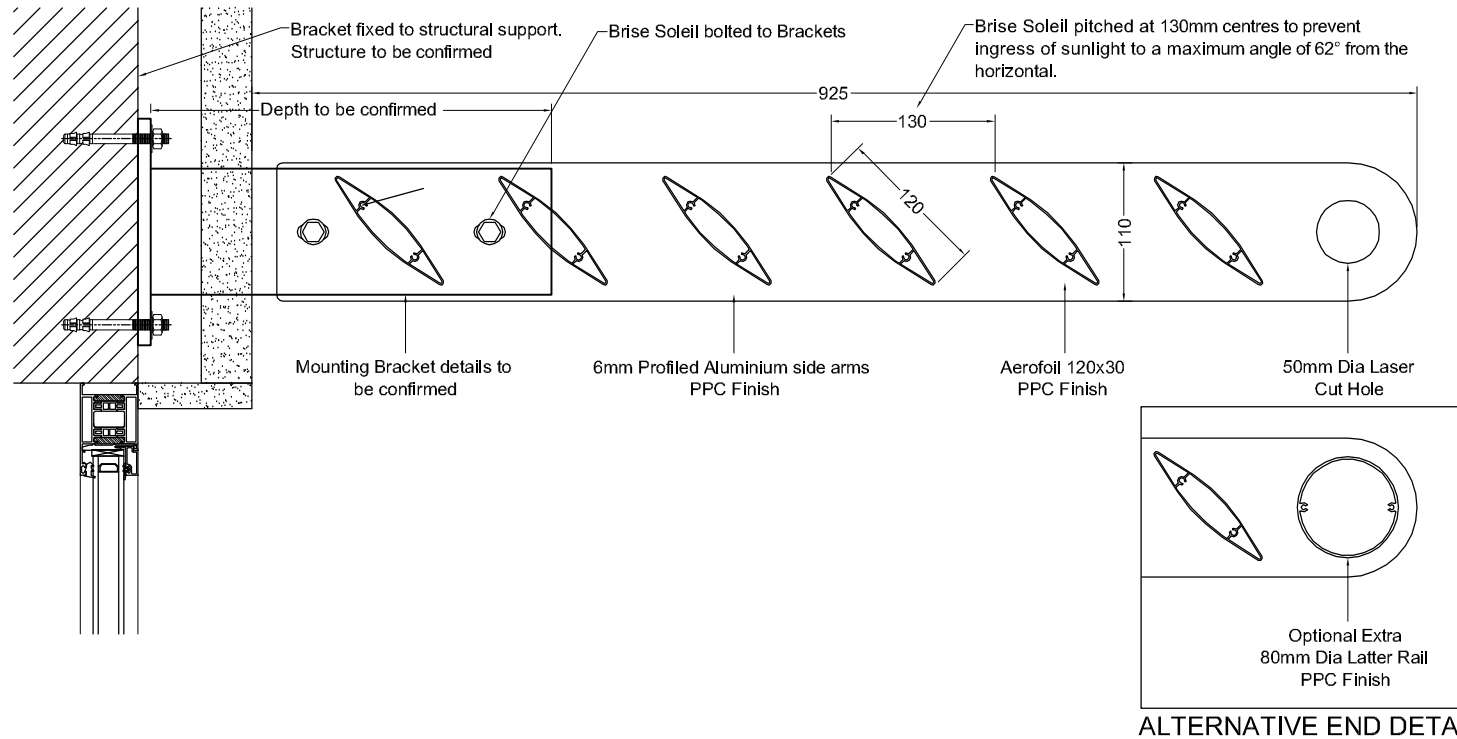 Bracket fixed to structural support.
Structure to be confirmed
Brise Soleil bolted to Brackets
Brise Soleil pitched at 130mm centres to prevent
ingress of sunlight to a maximum angle of 62° from the
horizontal.
925
Depth to be confirmed
130
120
110
Mounting Bracket details to
be confirmed
6mm Profiled Aluminium side arms
PPC Finish
Aerofoil 120x30
PPC Finish
50mm Dia Laser
Cut Hole
Optional Extra
80mm Dia Latter Rail
PPC Finish
ALTERNATIVE END DETA